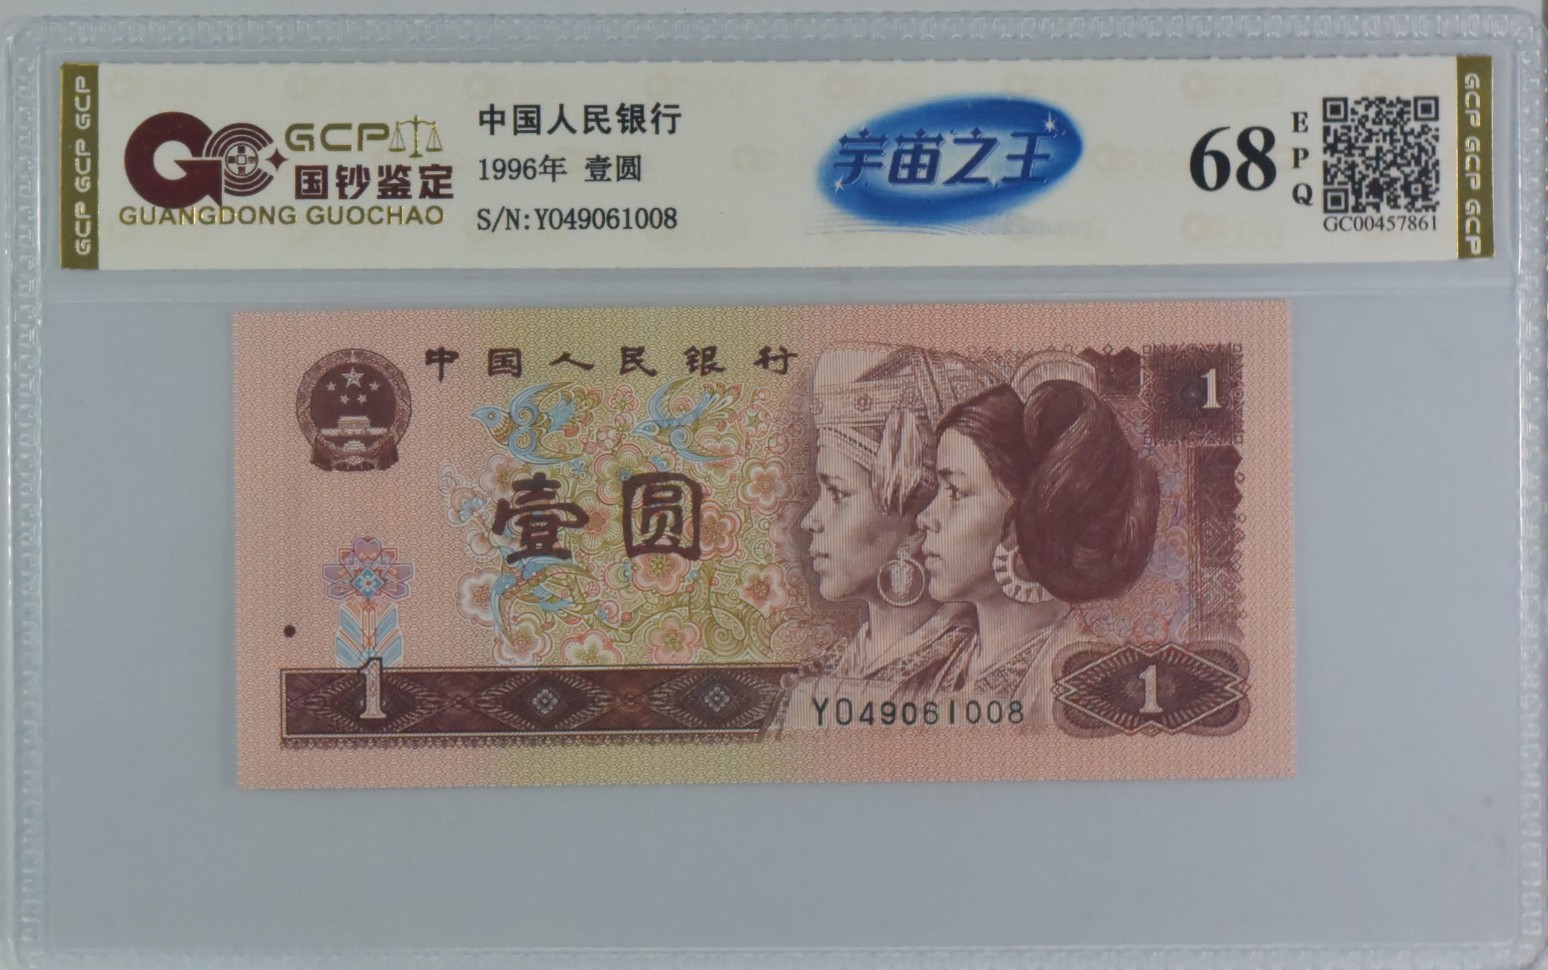 GCP GCP GCP
GCP
国钞鉴定
GUANGDONG GUOCHAO
中国人民银行
1996年 壹圆
S/N:Y049061008
宇宙之王
68
EPQ
GC00457861
GCP GCP GCP
中国人民银行
1
壹圆
1
Y049061008
1